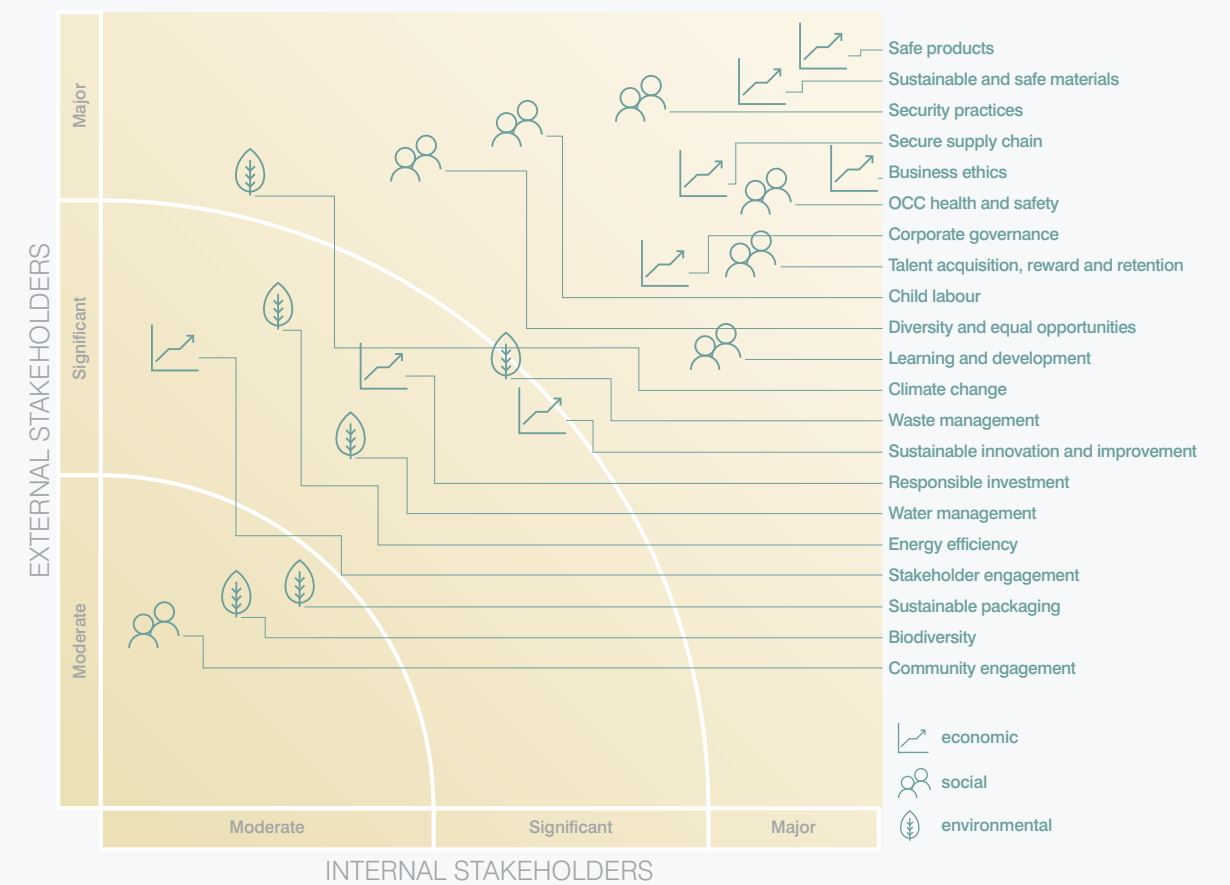 Major
Significant
Moderate
EXTERNAL STAKEHOLDERS
Safe products
Sustainable and safe materials
Security practices
Secure supply chain
Business ethics
OCC health and safety
Corporate governance
Talent acquisition, reward and retention
Child labour
Diversity and equal opportunities
Learning and development
Climate change
Waste management
Sustainable innovation and improvement
Responsible investment
Water management
Energy efficiency
Stakeholder engagement
Sustainable packaging
Biodiversity
Community engagement
economic
social
environmental
Moderate
Significant
Major
INTERNAL STAKEHOLDERS